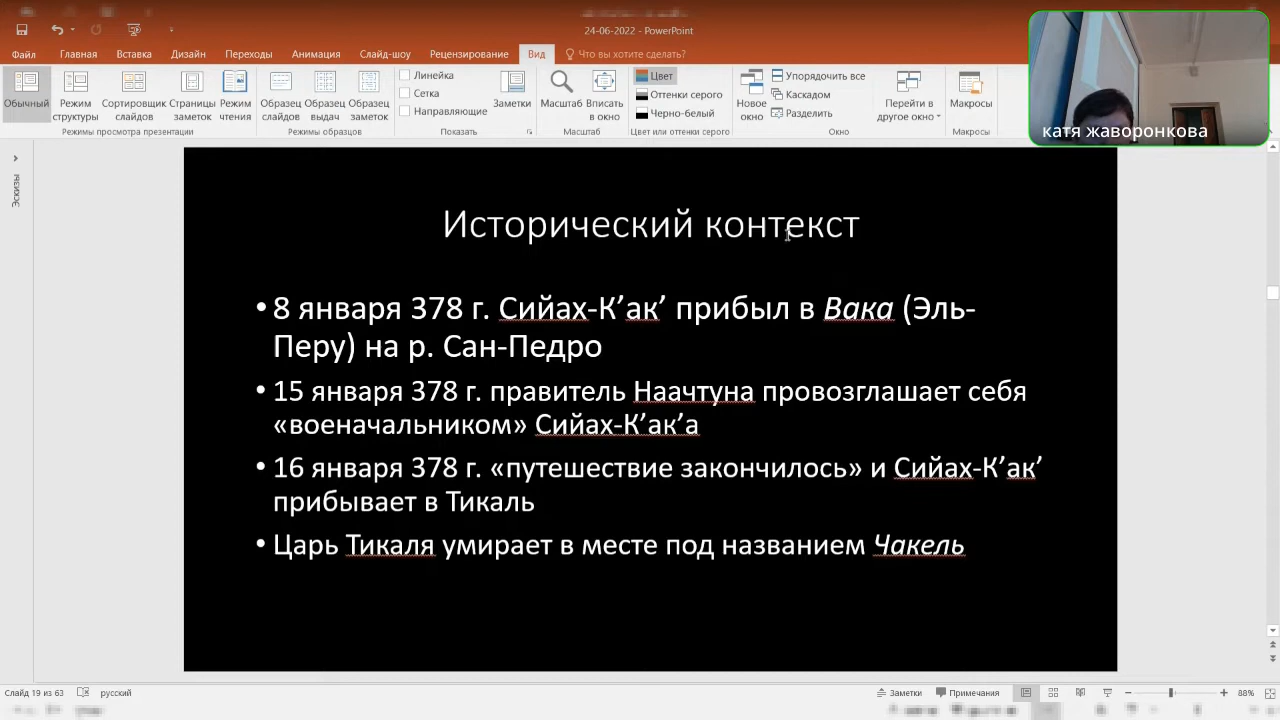 24-06-2022 - PowerPoint
Файл Главная Вставка Дизайн Переходы Анимация Слайд-шоу Рецензирование Вид Что вы хотите сделать?
Обычный
Режим структуры
Сортировщик слайдов
Страницы заметок
Режим чтения
Режимы просмотра презентации
Образец слайдов
Образец выдач
Образец заметок
Режимы образцов
Линейка
Сетка
Направляющие
Заметки
Показать
Масштаб
Вписать в окно
Масштаб
Цвет
Оттенки серого
Черно-белый
Цвет или оттенки серого
Новое окно
Упорядочить все
Каскадом
Разделить
Перейти в другое окно
Окно
Макросы
Макросы
катя жаворонкова
Эскизы
Исторический контекст
• 8 января 378 г. Сийах-К’ак’ прибыл в Вака (Эль-
Перу) на р. Сан-Педро
• 15 января 378 г. правитель Наачтуна провозглашает себя
«военачальником» Сийах-К’ак’а
• 16 января 378 г. «путешествие закончилось» и Сийах-К’ак’
прибывает в Тикаль
• Царь Тикаля умирает в месте под названием Чакель
Слайд 19 из 63 русский Заметки Примечания 88%